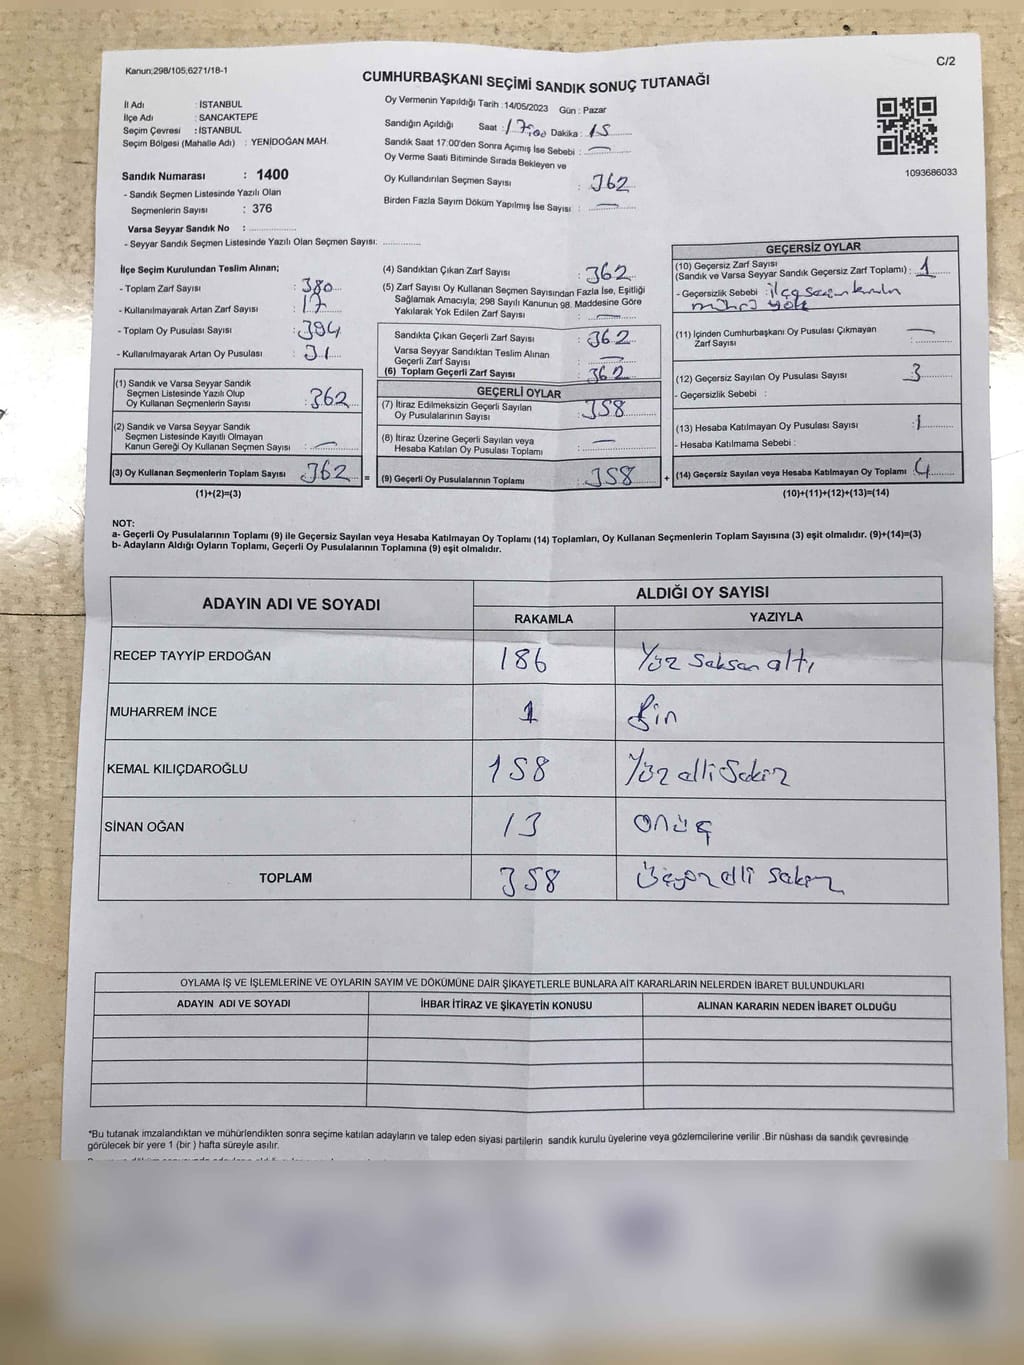 Kanun;298/105;6271/18-1
C/2
CUMHURBAŞKANI SEÇİMİ SANDIK SONUÇ TUTANAĞI
İl Adı : İSTANBUL
İlçe Adı : SANCAKTEPE
Seçim Çevresi : İSTANBUL
Seçim Bölgesi (Mahalle Adı) : YENİDOĞAN MAH.
Sandık Numarası : 1400
- Sandık Seçmen Listesinde Yazılı Olan
Seçmenlerin Sayısı : 376
Varsa Seyyar Sandık No :
- Seyyar Sandık Seçmen Listesinde Yazılı Olan Seçmen Sayısı:
Oy Vermenin Yapıldığı Tarih : 14/05/2023 Gün : Pazar
Sandığın Açıldığı Saat : 17:00 Dakika : 15
Sandık Saat 17:00'den Sonra Açımış İse Sebebi : —
Oy Verme Saati Bitiminde Sırada Bekleyen ve
Oy Kullandırılan Seçmen Sayısı : 362
Birden Fazla Sayım Döküm Yapılmış İse Sayısı : —
1093686033
İlçe Seçim Kurulundan Teslim Alınan;
- Toplam Zarf Sayısı : 380
- Kullanılmayarak Artan Zarf Sayısı : 17
- Toplam Oy Pusulası Sayısı : 394
- Kullanılmayarak Artan Oy Pusulası : 31
(1) Sandık ve Varsa Seyyar Sandık
Seçmen Listesinde Yazılı Olup
Oy Kullanan Seçmenlerin Sayısı : 362
(2) Sandık ve Varsa Seyyar Sandık
Seçmen Listesinde Kayıtlı Olmayan
Kanun Gereği Oy Kullanan Seçmen Sayısı : —
(3) Oy Kullanan Seçmenlerin Toplam Sayısı 362 =
(1)+(2)=(3)
(4) Sandıktan Çıkan Zarf Sayısı : 362
(5) Zarf Sayısı Oy Kullanan Seçmen Sayısından Fazla İse, Eşitliği
Sağlamak Amacıyla, 298 Sayılı Kanunun 98. Maddesine Göre
Yakılarak Yok Edilen Zarf Sayısı : —
Sandıkta Çıkan Geçerli Zarf Sayısı : 362
Varsa Seyyar Sandıktan Teslim Alınan
Geçerli Zarf Sayısı : —
(6) Toplam Geçerli Zarf Sayısı : 362
GEÇERLİ OYLAR
(7) İtiraz Edilmeksizin Geçerli Sayılan
Oy Pusulalarının Sayısı : 358
(8) İtiraz Üzerine Geçerli Sayılan veya
Hesaba Katılan Oy Pusulası Toplamı : —
(9) Geçerli Oy Pusulalarının Toplamı : 358 +
GEÇERSİZ OYLAR
(10) Geçersiz Zarf Sayısı
(Sandık ve Varsa Seyyar Sandık Geçersiz Zarf Toplamı) : 1
- Geçersizlik Sebebi : ilçe seçim kurulu
mührü yok
(11) İçinden Cumhurbaşkanı Oy Pusulası Çıkmayan
Zarf Sayısı : —
(12) Geçersiz Sayılan Oy Pusulası Sayısı : 3
- Geçersizlik Sebebi :
(13) Hesaba Katılmayan Oy Pusulası Sayısı : 1
- Hesaba Katılmama Sebebi :
(14) Geçersiz Sayılan veya Hesaba Katılmayan Oy Toplamı : 4
(10)+(11)+(12)+(13)=(14)
NOT:
a- Geçerli Oy Pusulalarının Toplamı (9) ile Geçersiz Sayılan veya Hesaba Katılmayan Oy Toplamı (14) Toplamları, Oy Kullanan Seçmenlerin Toplam Sayısına (3) eşit olmalıdır. (9)+(14)=(3)
b- Adayların Aldığı Oyların Toplamı, Geçerli Oy Pusulalarının Toplamına (9) eşit olmalıdır.
ADAYIN ADI VE SOYADI
ALDIĞI OY SAYISI
RAKAMLA YAZIYLA
RECEP TAYYİP ERDOĞAN 186 Yüz seksen altı
MUHARREM İNCE 1 Bir
KEMAL KILIÇDAROĞLU 158 Yüz elli Sekiz
SİNAN OĞAN 13 onüç
TOPLAM 358 Üçyüz elli sekiz
OYLAMA İŞ VE İŞLEMLERİNE VE OYLARIN SAYIM VE DÖKÜMÜNE DAİR ŞİKAYETLERLE BUNLARA AİT KARARLARIN NELERDEN İBARET BULUNDUKLARI
ADAYIN ADI VE SOYADI İHBAR İTİRAZ VE ŞİKAYETİN KONUSU ALINAN KARARIN NEDEN İBARET OLDUĞU
*Bu tutanak imzalandıktan ve mühürlendikten sonra seçime katılan adayların ve talep eden siyasi partilerin sandık kurulu üyelerine veya gözlemcilerine verilir .Bir nüshası da sandık çevresinde
görülecek bir yere 1 (bir ) hafta süreyle asılır.